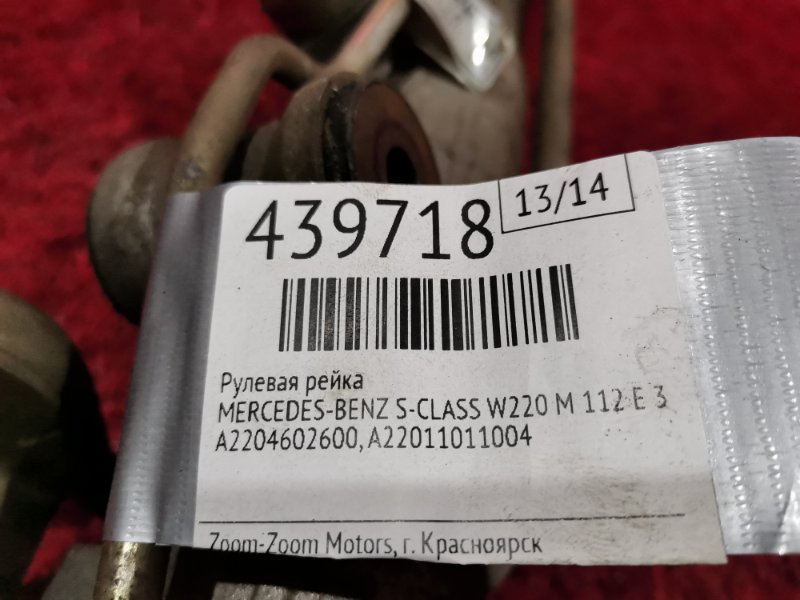 439718 13/14
Рулевая рейка
MERCEDES-BENZ S-CLASS W220 M 112 E 3
A2204602600, A22011011004
Zoom-Zoom Motors, г. Красноярск